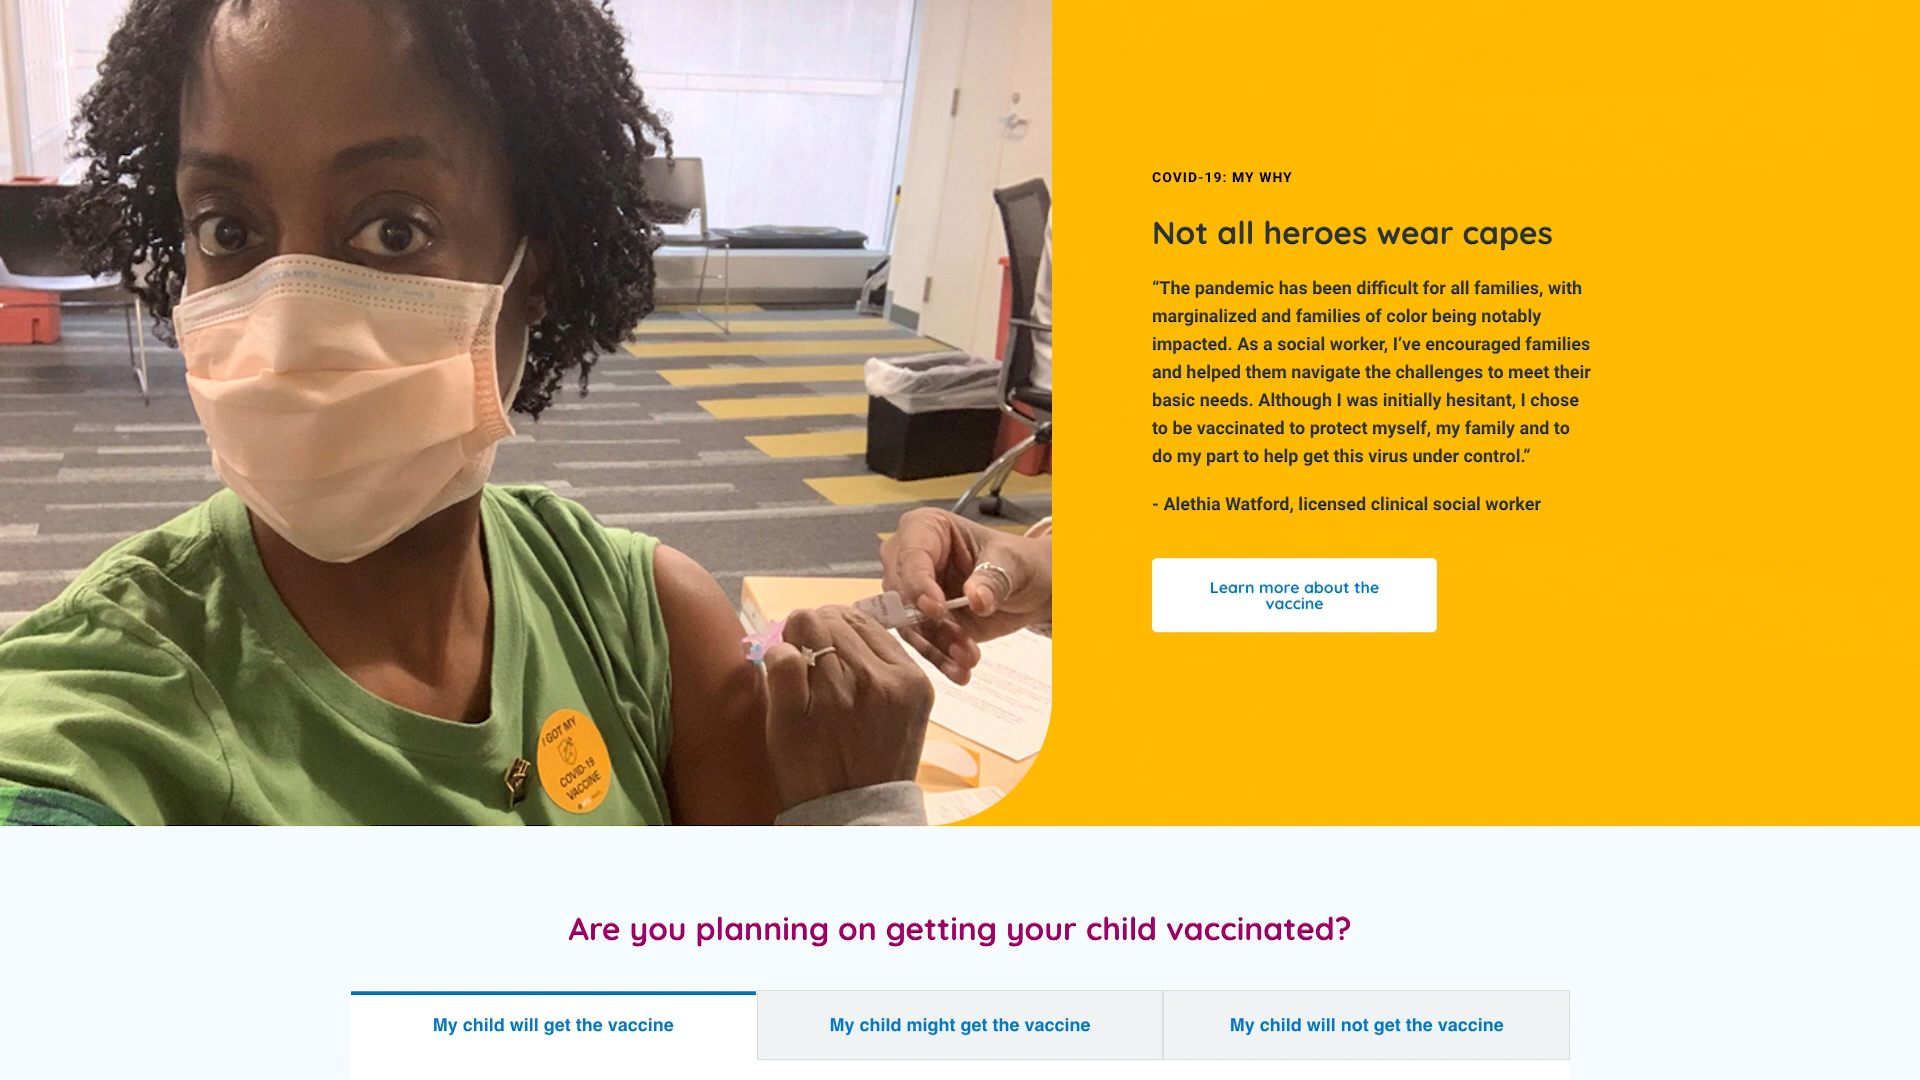 COVID-19: MY WHY
Not all heroes wear capes
“The pandemic has been difficult for all families, with
marginalized and families of color being notably
impacted. As a social worker, I’ve encouraged families
and helped them navigate the challenges to meet their
basic needs. Although I was initially hesitant, I chose
to be vaccinated to protect myself, my family and to
do my part to help get this virus under control.”
- Alethia Watford, licensed clinical social worker
Learn more about the
vaccine
I GOT MY
COVID-19
VACCINE
Are you planning on getting your child vaccinated?
My child will get the vaccine
My child might get the vaccine
My child will not get the vaccine